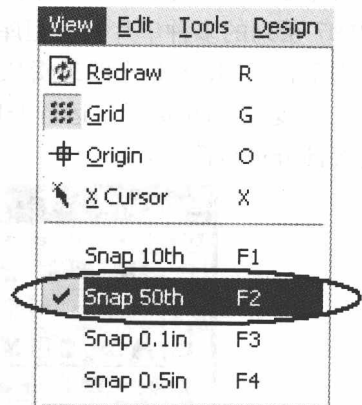 View Edit Tools Design
Redraw R
Grid G
Origin O
X Cursor X
Snap 10th F1
Snap 50th F2
Snap 0.1in F3
Snap 0.5in F4